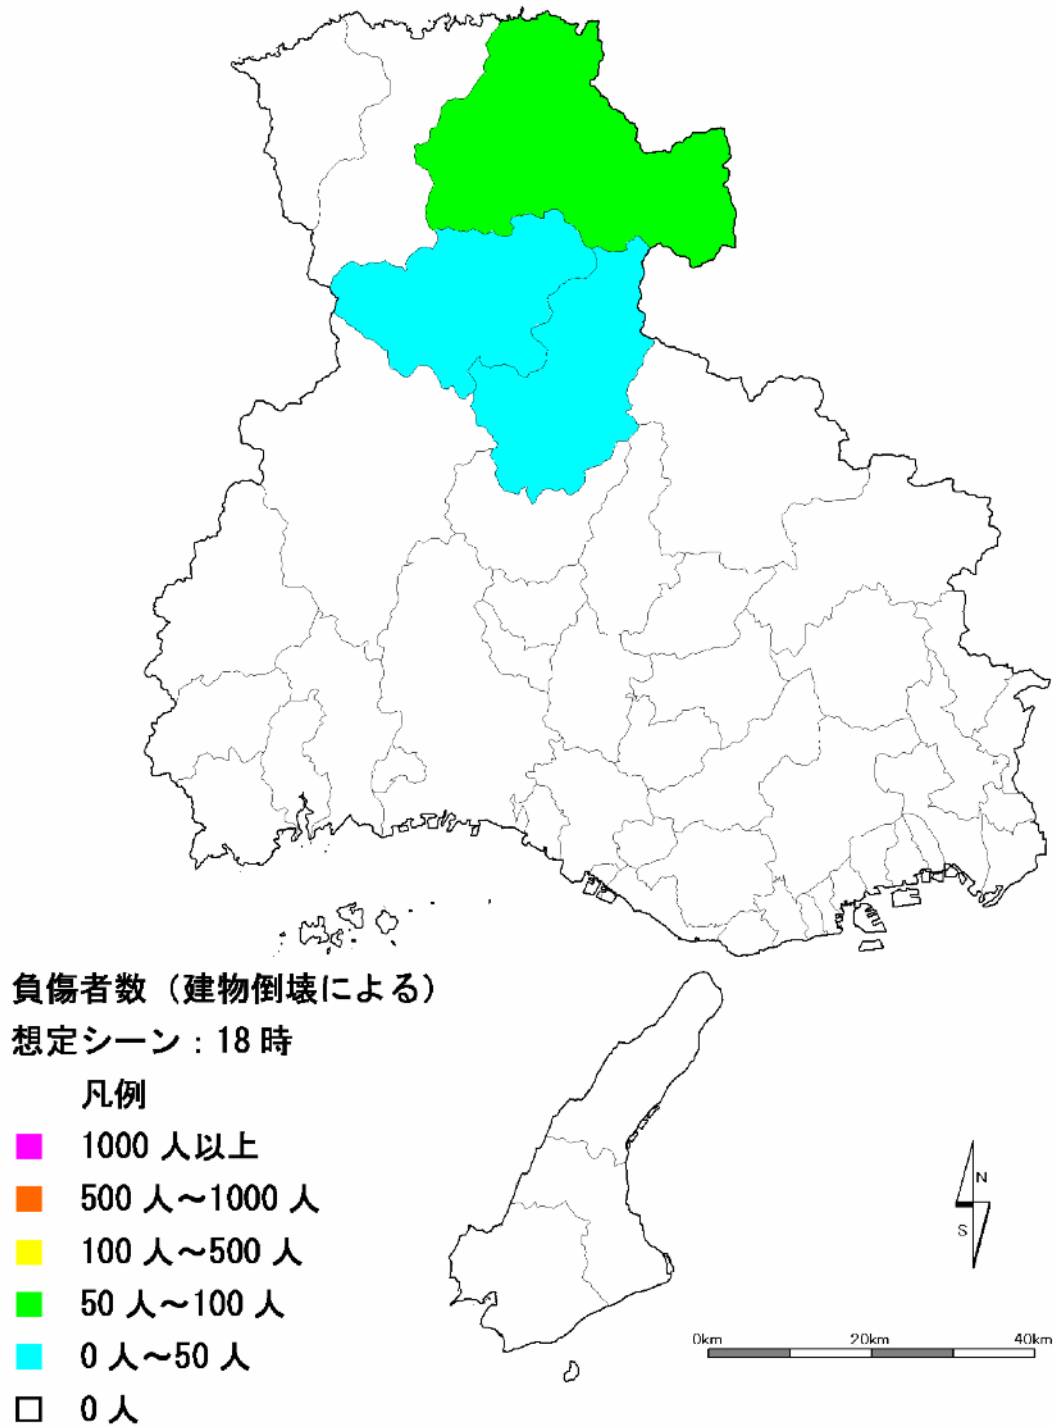 負傷者数（建物倒壊による）
想定シーン：18時
凡例
1000人以上
500人～1000人
100人～500人
50人～100人
0人～50人
0人
N
S
0km 20km 40km